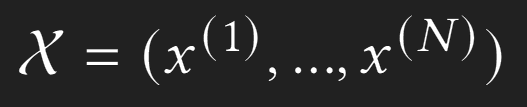 𝒳 = (x^{(1)}, ..., x^{(N)})